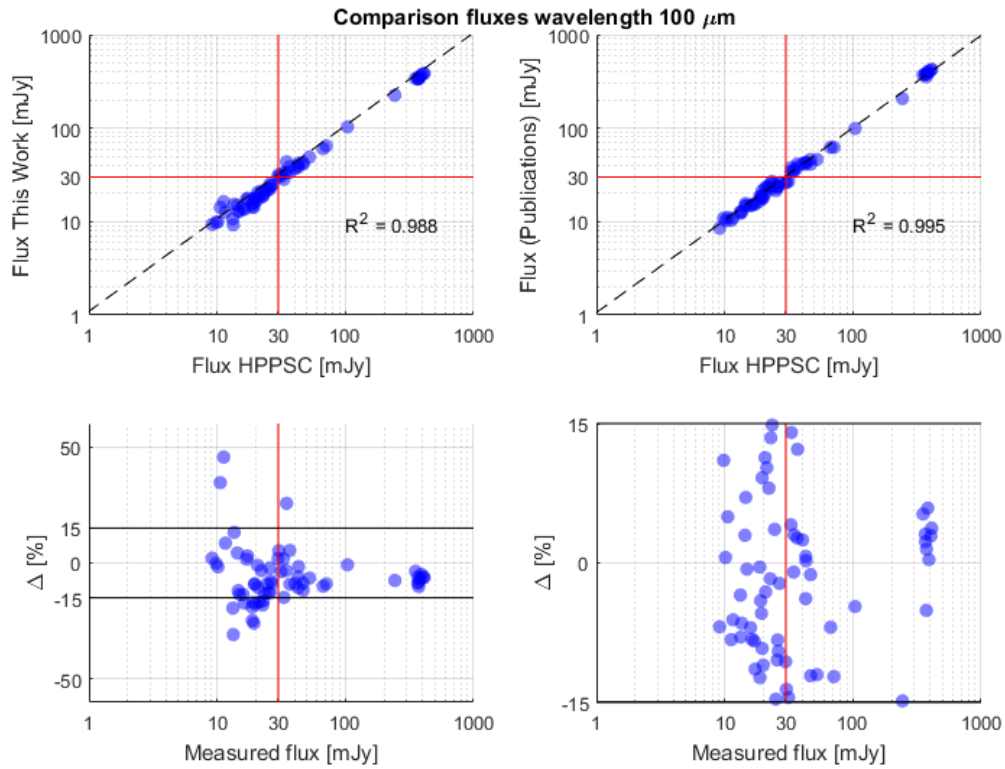 Comparison fluxes wavelength 100 μm
Flux This Work [mJy]
1000
100
30
10
1
R² = 0.988
1 10 30 100 1000
Flux HPPSC [mJy]
Flux (Publications) [mJy]
1000
100
30
10
1
R² = 0.995
1 10 30 100 1000
Flux HPPSC [mJy]
Δ [%]
50
15
0
-15
-50
1 10 30 100 1000
Measured flux [mJy]
Δ [%]
15
0
-15
1 10 30 100 1000
Measured flux [mJy]